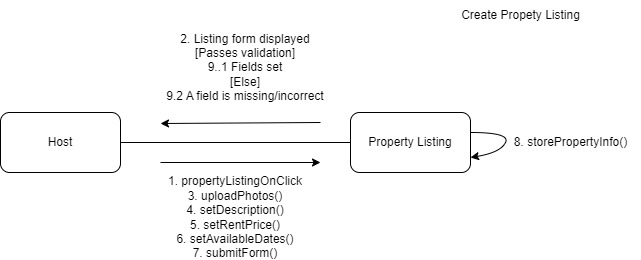 Create Propety Listing
2. Listing form displayed
[Passes validation]
9..1 Fields set
[Else]
9.2 A field is missing/incorrect
Host
Property Listing
8. storePropertyInfo()
1. propertyListingOnClick
3. uploadPhotos()
4. setDescription()
5. setRentPrice()
6. setAvailableDates()
7. submitForm()